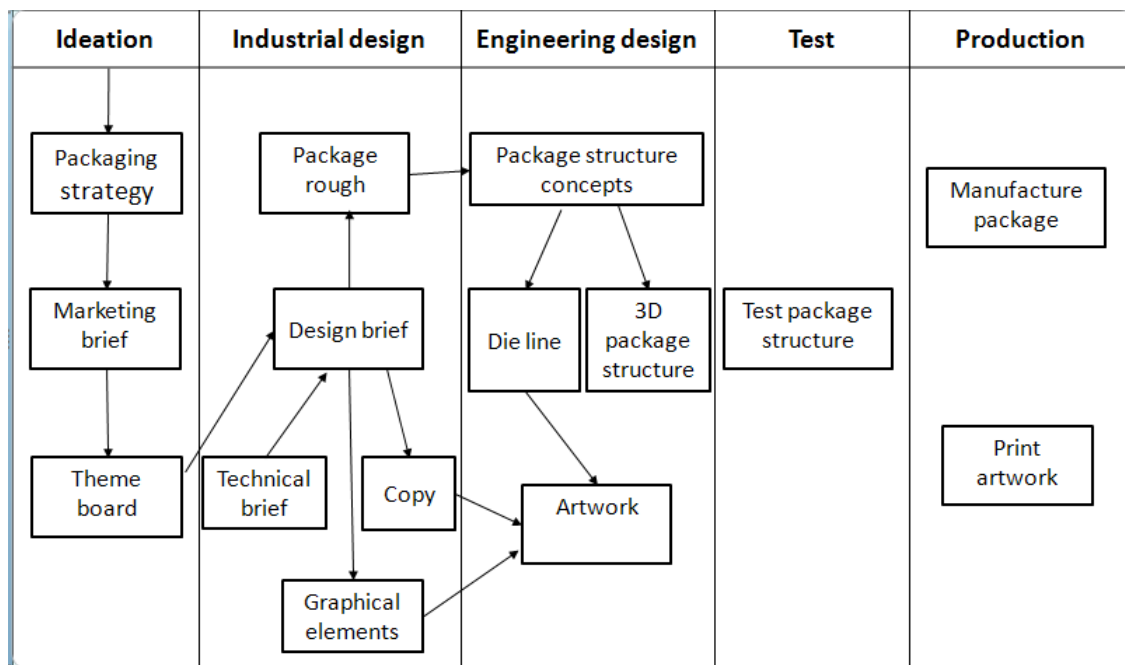 Ideation
Industrial design
Engineering design
Test
Production
Packaging
strategy
Marketing
brief
Theme
board
Package
rough
Design brief
Technical
brief
Copy
Graphical
elements
Package structure
concepts
Die line
3D
package
structure
Artwork
Test package
structure
Manufacture
package
Print
artwork